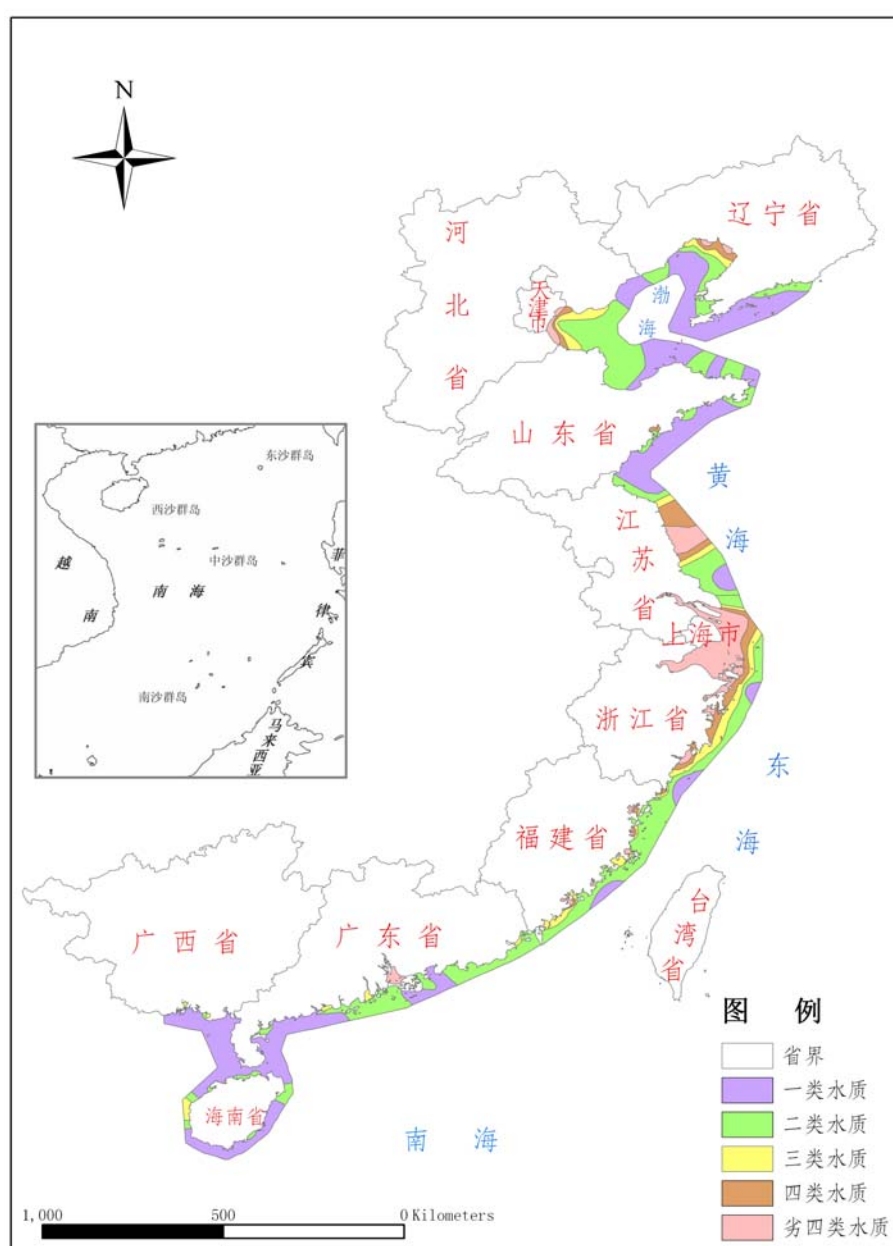 N
辽宁省
河北省
天津市
渤海
山东省
黄海
江苏省
上海市
浙江省
东海
福建省
台湾省
广西省
广东省
海南省
南海
东沙群岛
西沙群岛
中沙群岛
南海
南沙群岛
越南
菲律宾
马来西亚
图 例
省界
一类水质
二类水质
三类水质
四类水质
劣四类水质
1,000 500 0 Kilometers